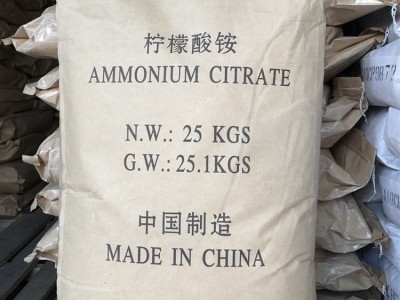 柠檬酸铵
AMMONIUM CITRATE
N.W.: 25 KGS
G.W.:25.1KGS
中国制造
MADE IN CHINA